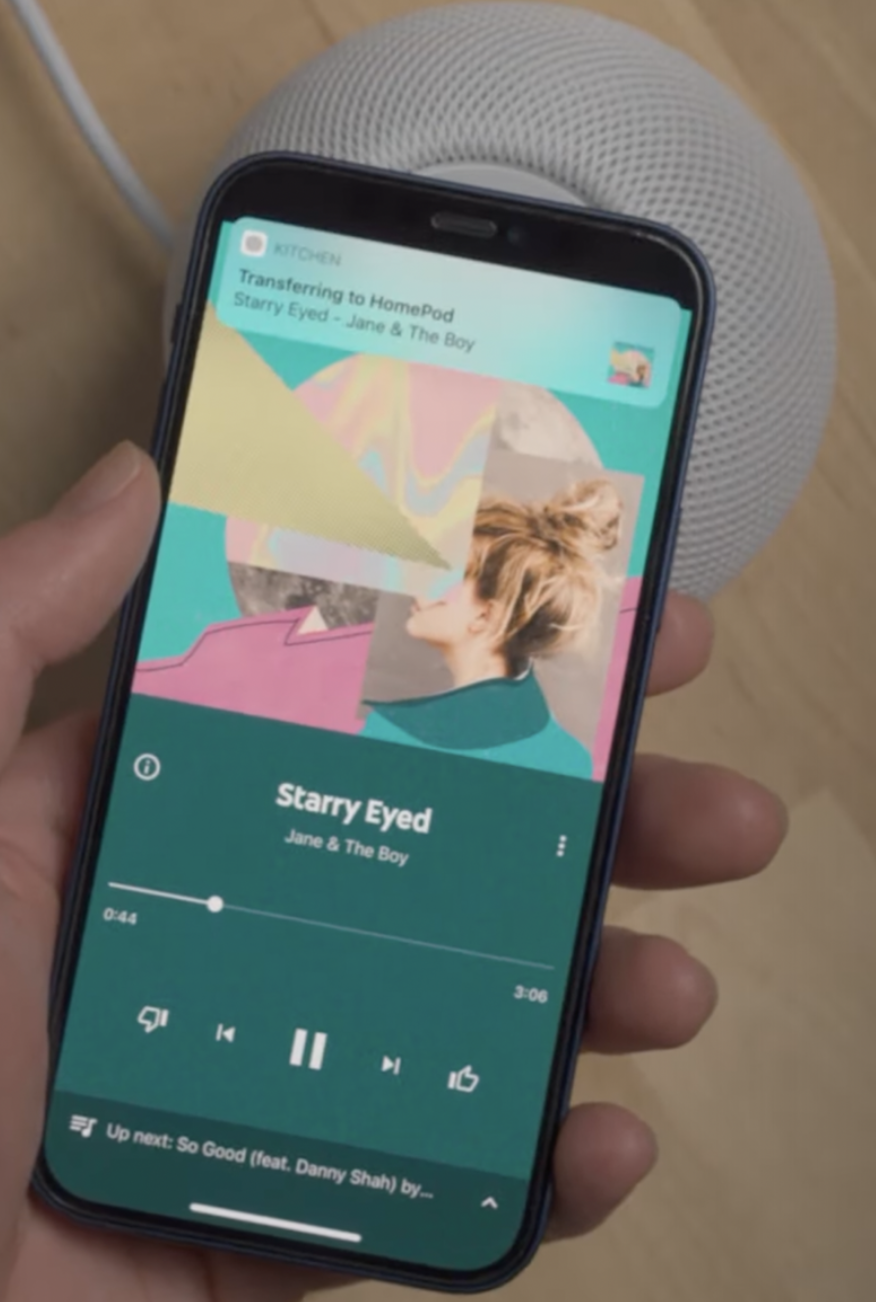 KITCHEN
Transferring to HomePod
Starry Eyed - Jane & The Boy
Starry Eyed
Jane & The Boy
0:44
3:06
Up next: So Good (feat. Danny Shah) by...